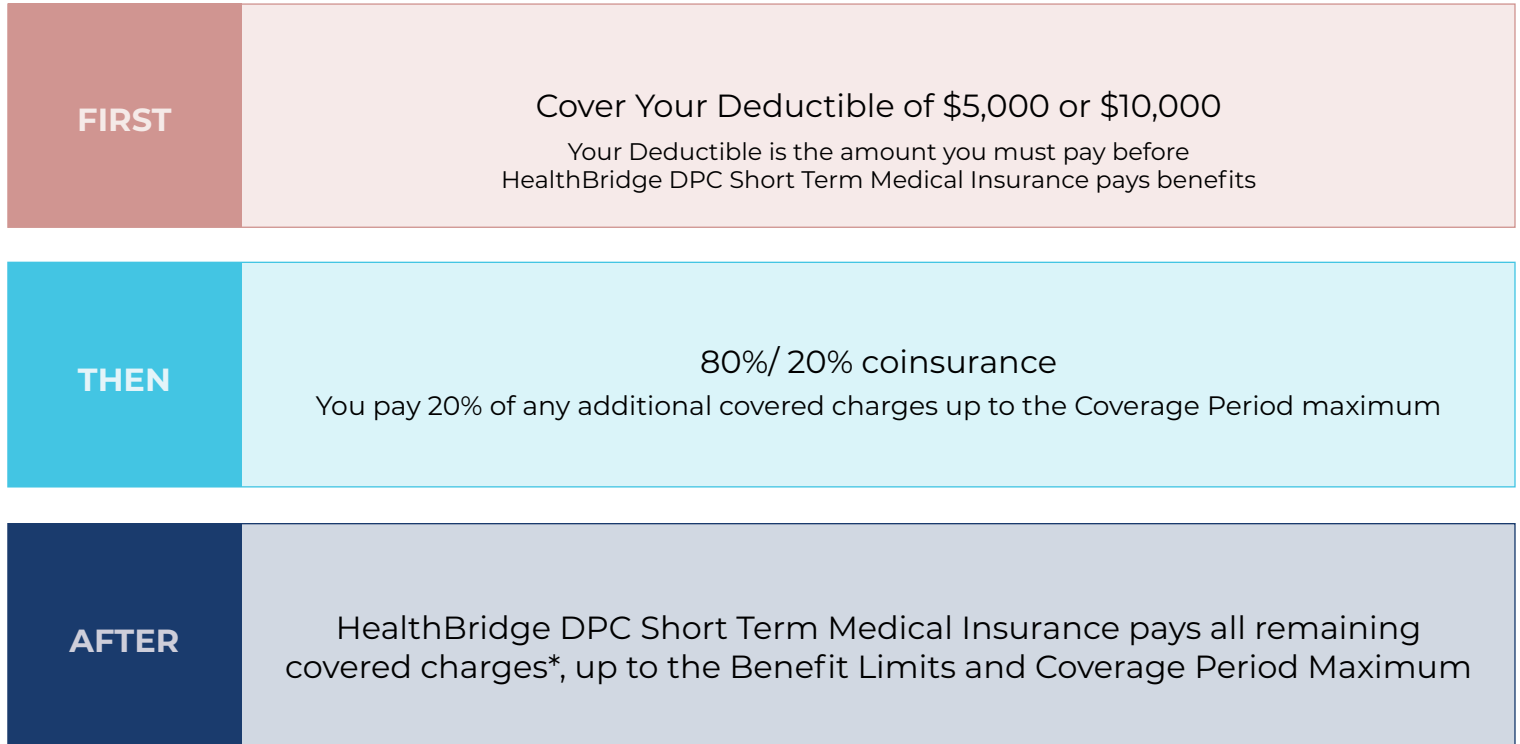 FIRST
Cover Your Deductible of $5,000 or $10,000
Your Deductible is the amount you must pay before
HealthBridge DPC Short Term Medical Insurance pays benefits
THEN
80%/ 20% coinsurance
You pay 20% of any additional covered charges up to the Coverage Period maximum
AFTER
HealthBridge DPC Short Term Medical Insurance pays all remaining
covered charges*, up to the Benefit Limits and Coverage Period Maximum